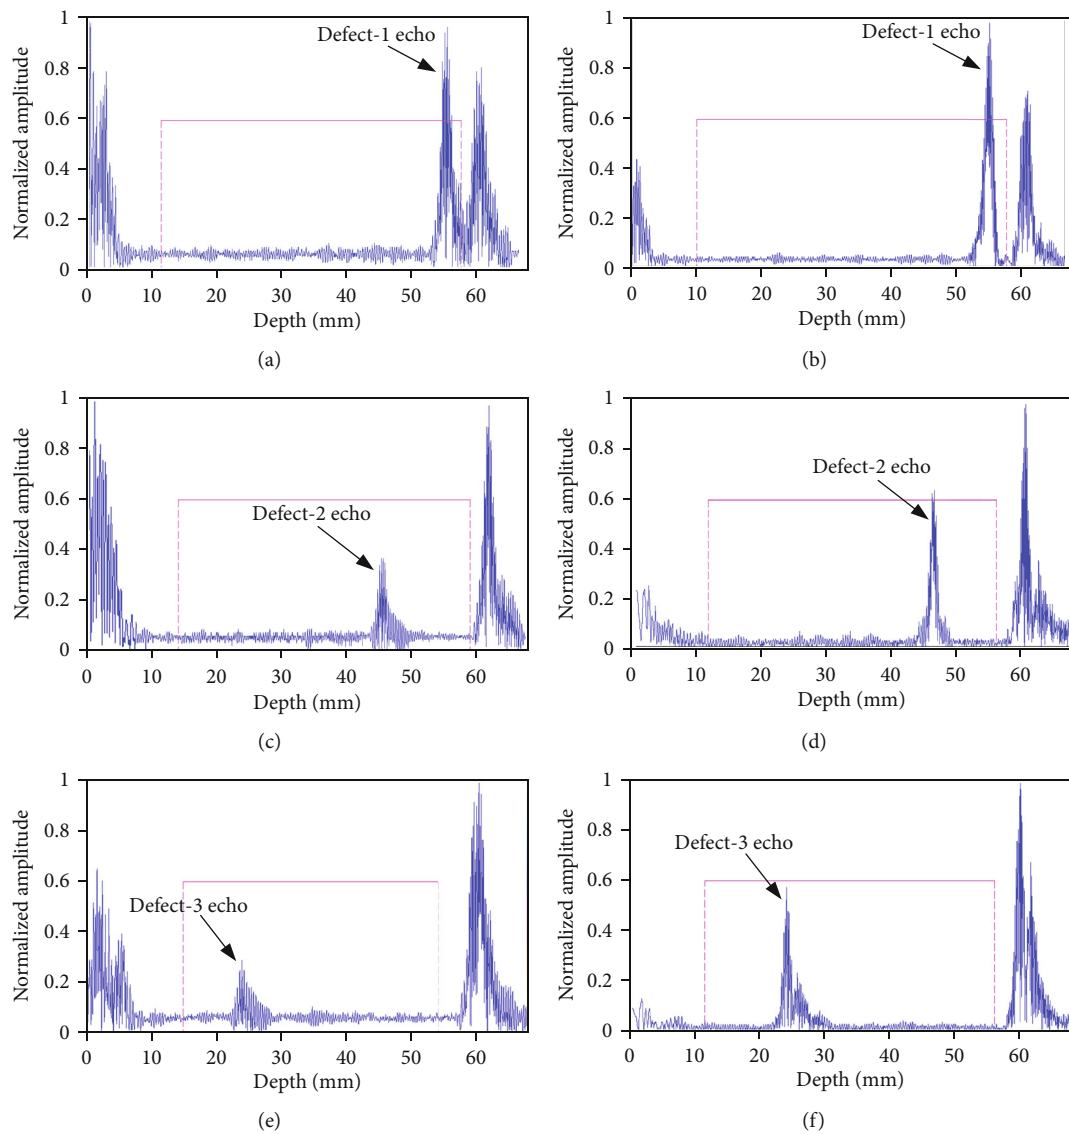 Normalized amplitude
1
0.8
0.6
0.4
0.2
0
Defect-1 echo
0 10 20 30 40 50 60
Depth (mm)
(a)
Normalized amplitude
1
0.8
0.6
0.4
0.2
0
Defect-1 echo
0 10 20 30 40 50 60
Depth (mm)
(b)
Normalized amplitude
1
0.8
0.6
0.4
0.2
0
Defect-2 echo
0 10 20 30 40 50 60
Depth (mm)
(c)
Normalized amplitude
1
0.8
0.6
0.4
0.2
0
Defect-2 echo
0 10 20 30 40 50 60
Depth (mm)
(d)
Normalized amplitude
1
0.8
0.6
0.4
0.2
0
Defect-3 echo
0 10 20 30 40 50 60
Depth (mm)
(e)
Normalized amplitude
1
0.8
0.6
0.4
0.2
0
Defect-3 echo
0 10 20 30 40 50 60
Depth (mm)
(f)